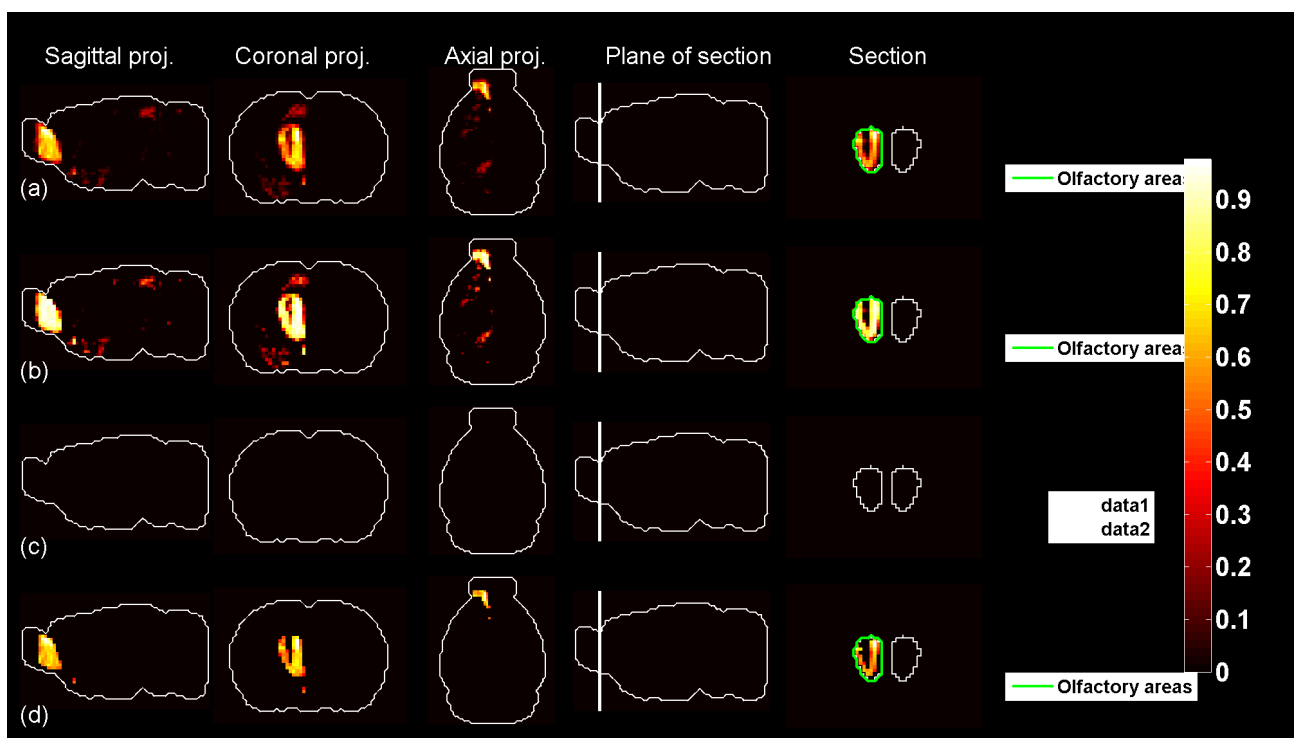 Sagittal proj. Coronal proj. Axial proj. Plane of section Section
(a) Olfactory areas
(b) Olfactory areas
(c) data1
data2
(d) Olfactory areas
0.9
0.8
0.7
0.6
0.5
0.4
0.3
0.2
0.1
0